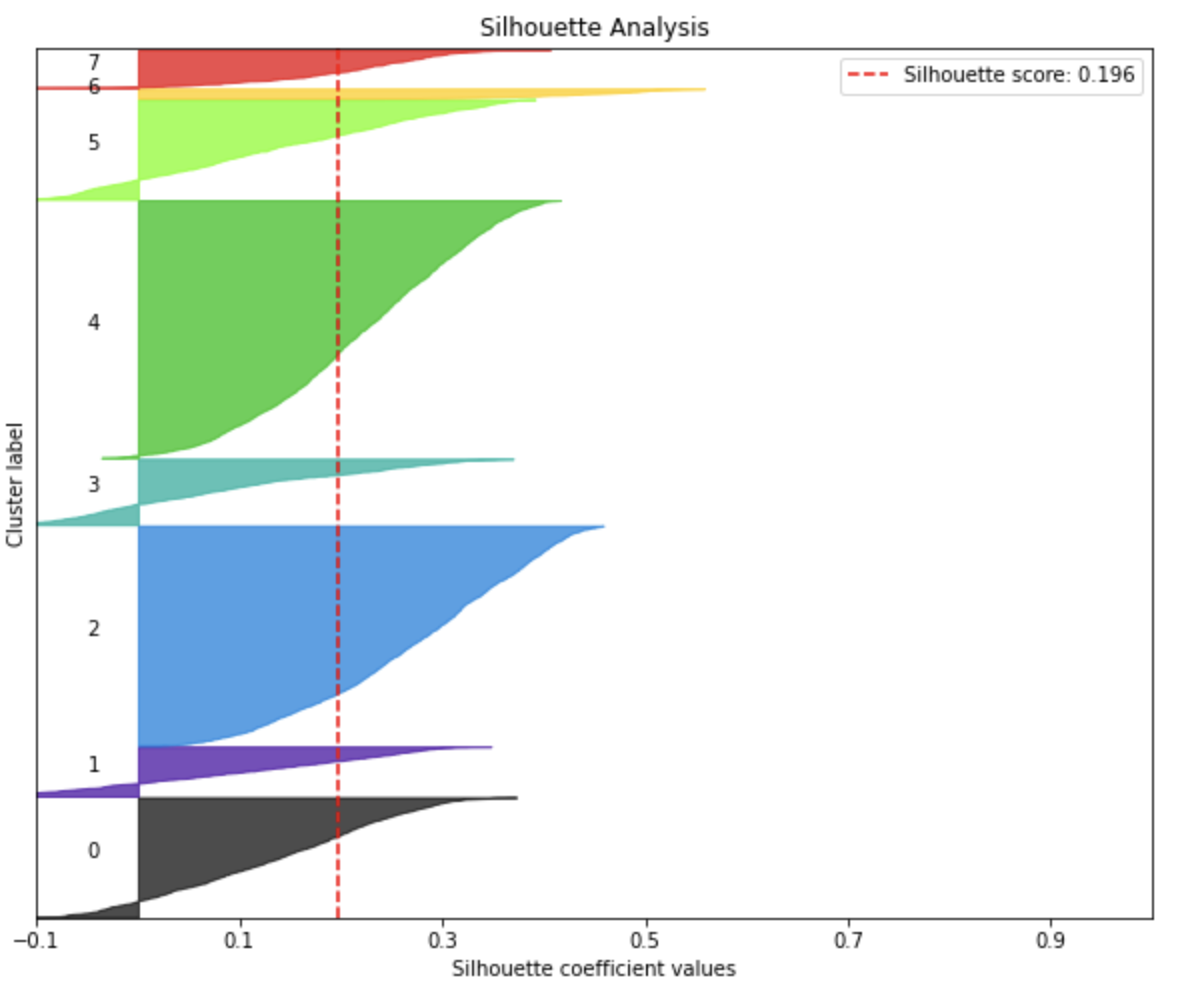 Silhouette Analysis
Silhouette score: 0.196
7
6
5
4
3
2
1
0
Cluster label
−0.1 0.1 0.3 0.5 0.7 0.9
Silhouette coefficient values